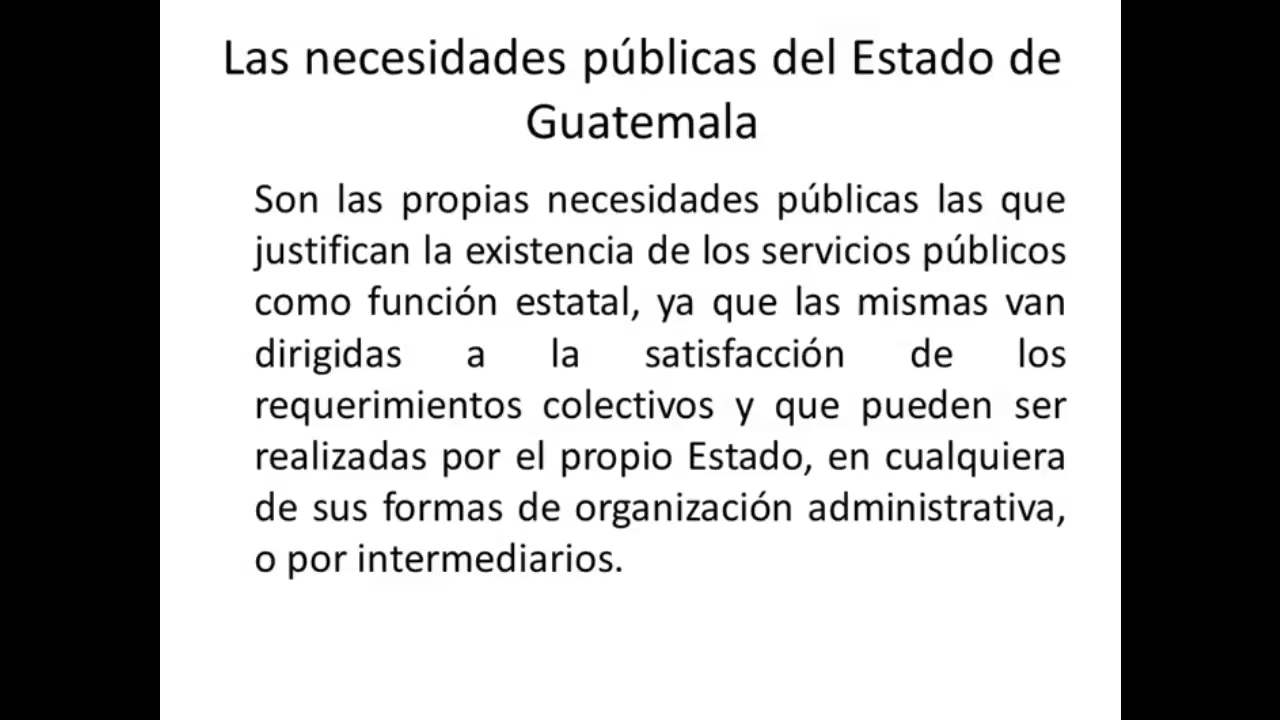 Las necesidades públicas del Estado de
Guatemala
Son las propias necesidades públicas las que
justifican la existencia de los servicios públicos
como función estatal, ya que las mismas van
dirigidas a la satisfacción de los
requerimientos colectivos y que pueden ser
realizadas por el propio Estado, en cualquiera
de sus formas de organización administrativa,
o por intermediarios.